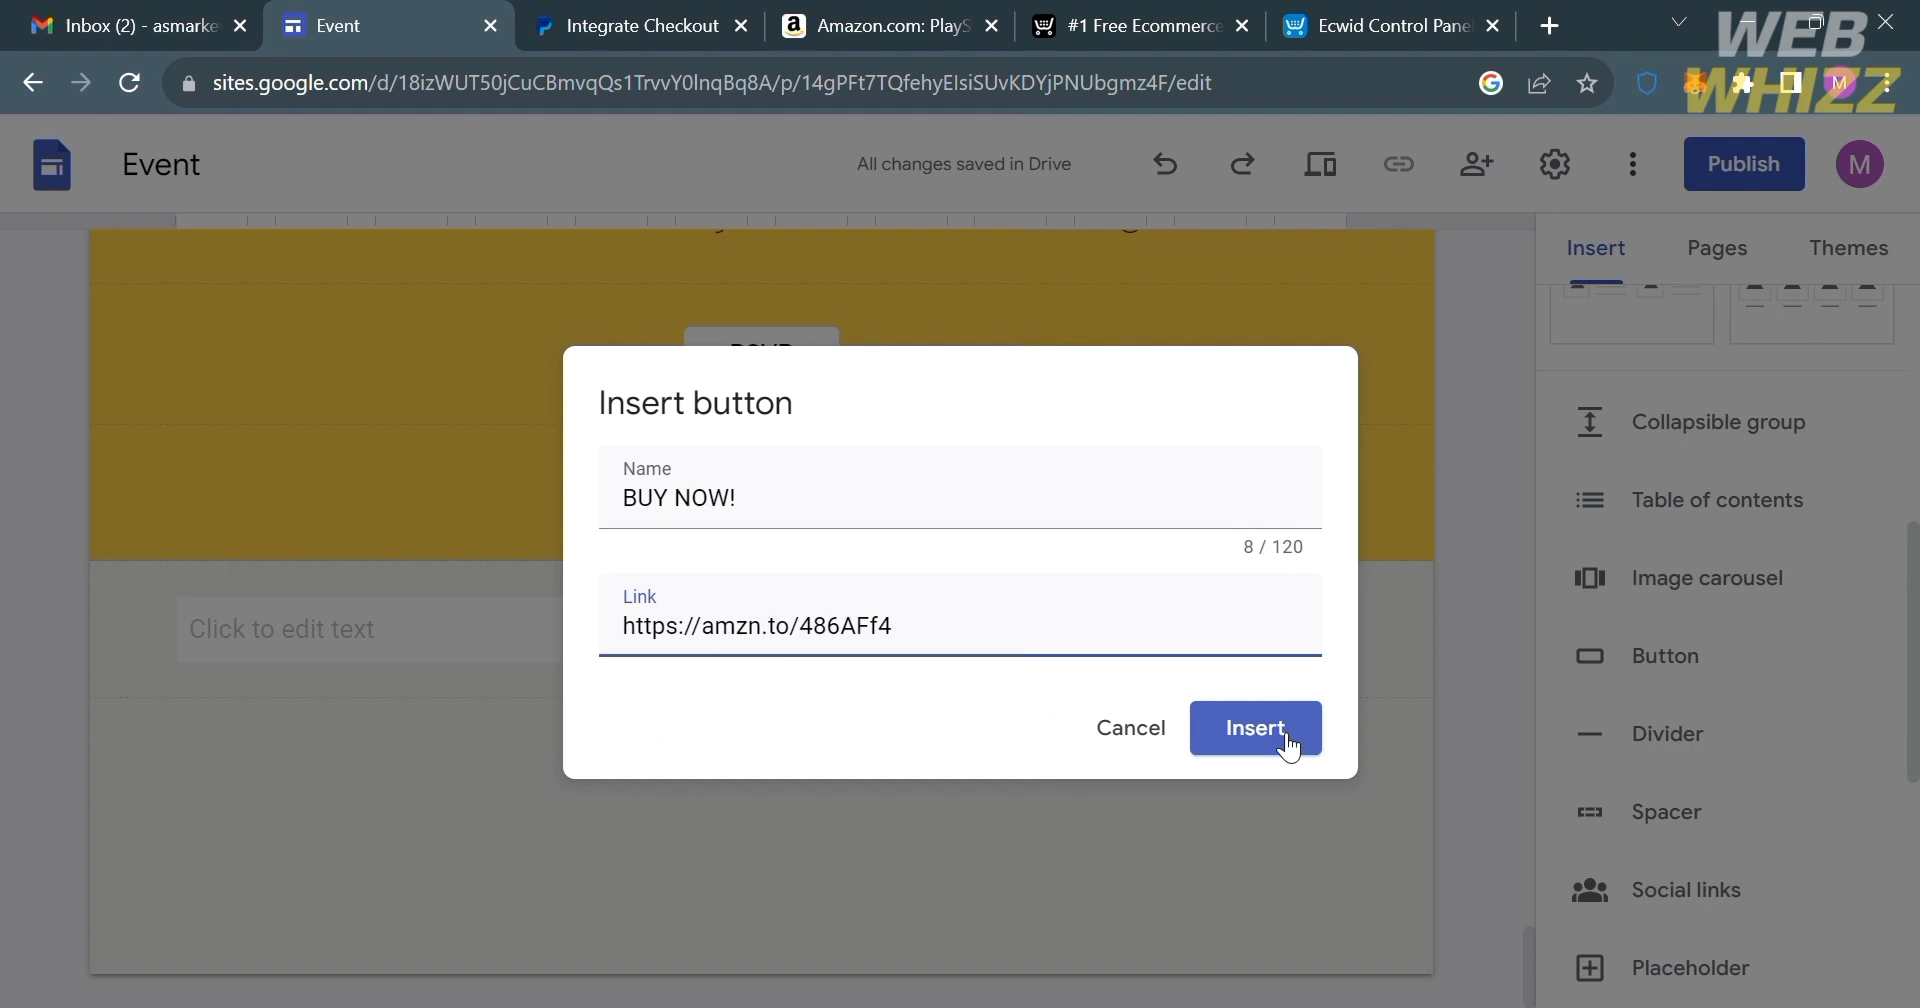 Inbox (2) - asmarke
Event
Integrate Checkout
Amazon.com: PlayS
#1 Free Ecommerce
Ecwid Control Panel
WEB
WHIZZ
sites.google.com/d/18izWUT50jCuCBmvqQs1TrvvY0lnqBq8A/p/14gPFt7TQfehyElsiSUvKDYjPNUbgmz4F/edit
M
Event
All changes saved in Drive
Publish
M
Insert
Pages
Themes
Insert button
Name
BUY NOW!
8 / 120
Link
https://amzn.to/486AFf4
Cancel
Insert
Click to edit text
Collapsible group
Table of contents
Image carousel
Button
Divider
Spacer
Social links
Placeholder